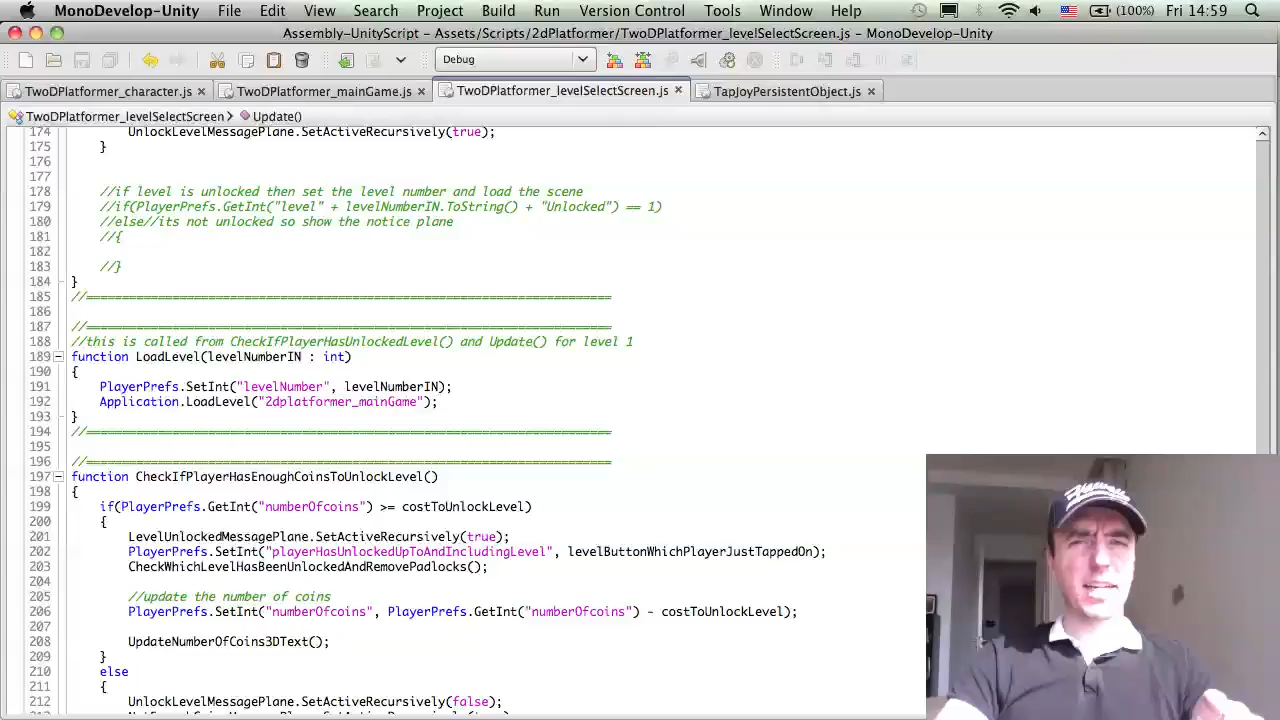 MonoDevelop-Unity File Edit View Search Project Build Run Version Control Tools Window Help (100%) Fri 14:59
Assembly-UnityScript - Assets/Scripts/2dPlatformer/TwoDPlatformer_levelSelectScreen.js - MonoDevelop-Unity
Debug
TwoDPlatformer_character.js TwoDPlatformer_mainGame.js TwoDPlatformer_levelSelectScreen.js TapJoyPersistentObject.js
TwoDPlatformer_levelSelectScreen Update()
174 UnlockLevelMessagePlane.SetActiveRecursively(true);
175 }
176
177
178 //if level is unlocked then set the level number and load the scene
179 //if(PlayerPrefs.GetInt("level" + levelNumberIN.ToString() + "Unlocked") == 1)
180 //else//its not unlocked so show the notice plane
181 //{
182
183 //}
184 }
185 //=========================================================================
186
187 //=========================================================================
188 //this is called from CheckIfPlayerHasUnlockedLevel() and Update() for level 1
189 function LoadLevel(levelNumberIN : int)
190 {
191 PlayerPrefs.SetInt("levelNumber", levelNumberIN);
192 Application.LoadLevel("2dplatformer_mainGame");
193 }
194 //=========================================================================
195
196 //=========================================================================
197 function CheckIfPlayerHasEnoughCoinsToUnlockLevel()
198 {
199 if(PlayerPrefs.GetInt("numberOfcoins") >= costToUnlockLevel)
200 {
201 LevelUnlockedMessagePlane.SetActiveRecursively(true);
202 PlayerPrefs.SetInt("playerHasUnlockedUpToAndIncludingLevel", levelButtonWhichPlayerJustTappedOn);
203 CheckWhichLevelHasBeenUnlockedAndRemovePadlocks();
204
205 //update the number of coins
206 PlayerPrefs.SetInt("numberOfcoins", PlayerPrefs.GetInt("numberOfcoins") - costToUnlockLevel);
207
208 UpdateNumberOfCoins3DText();
209 }
210 else
211 {
212 UnlockLevelMessagePlane.SetActiveRecursively(false);